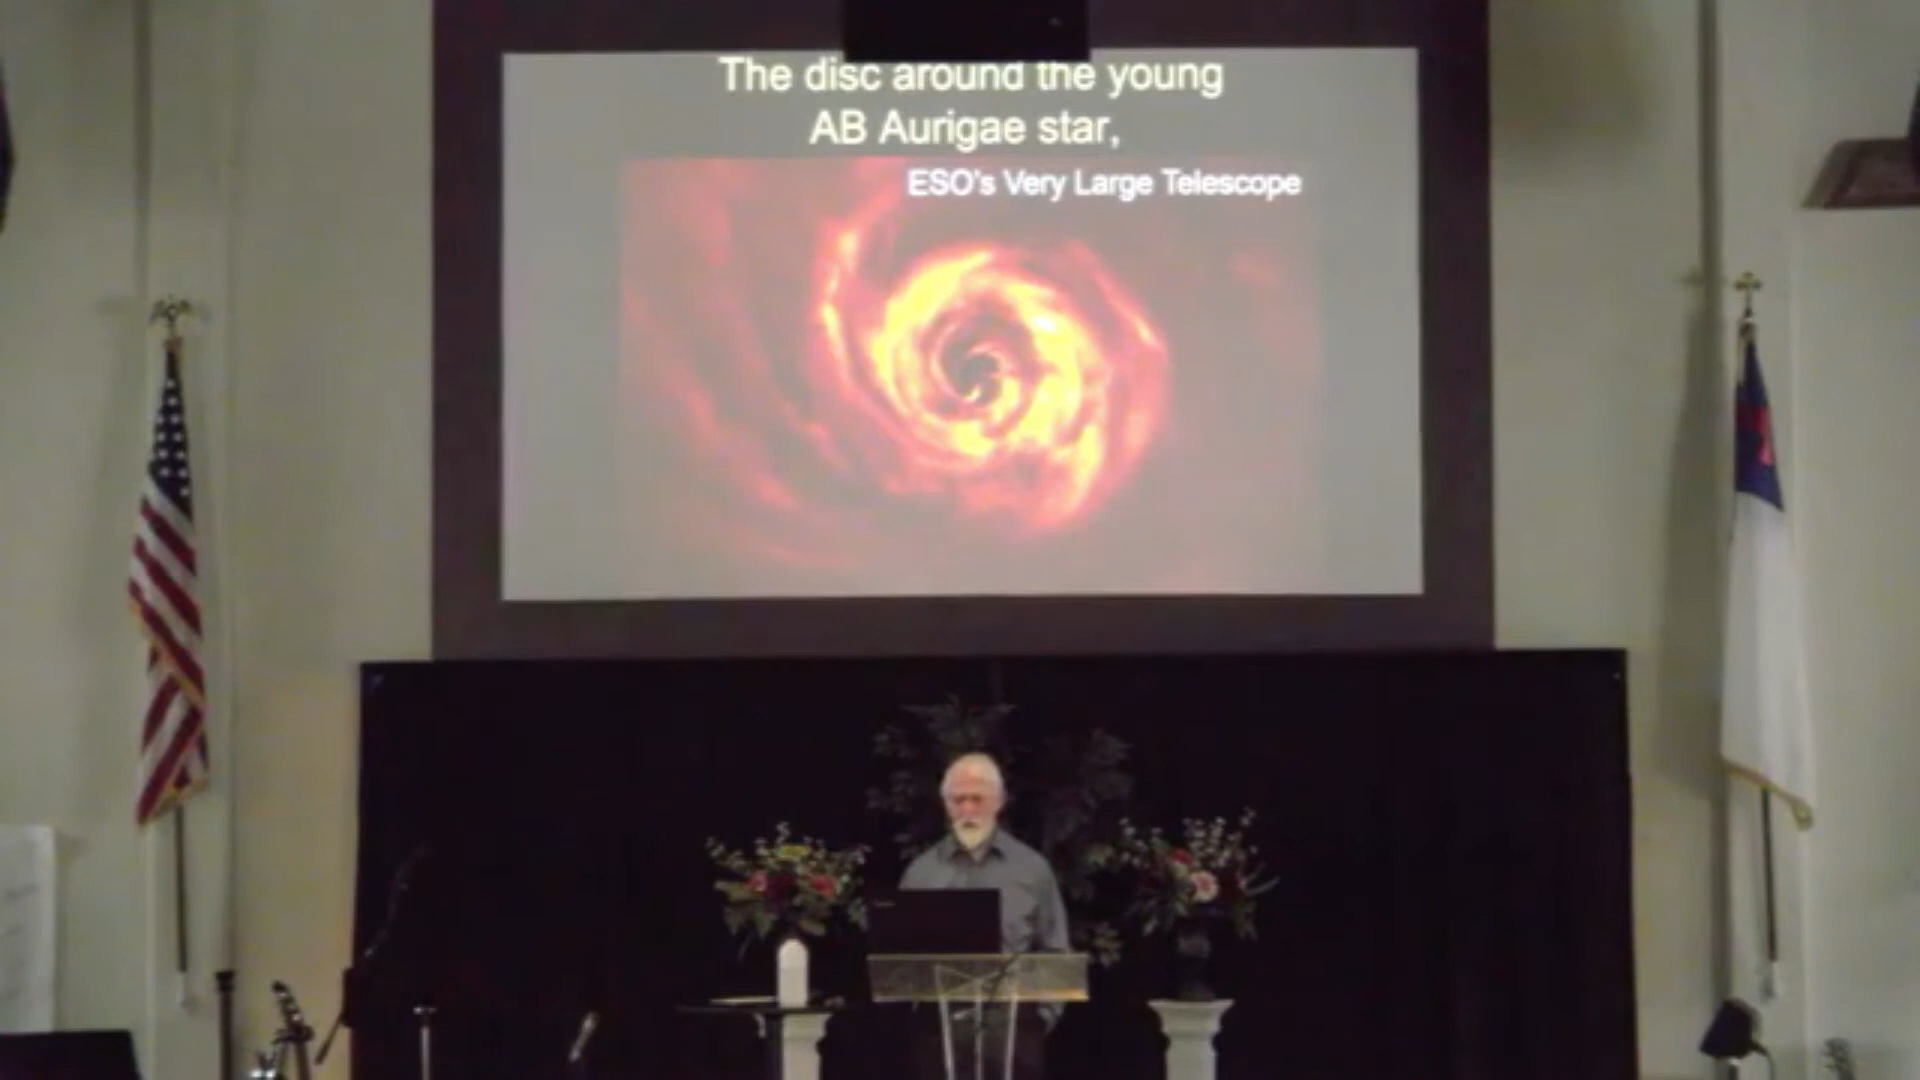 The disc around the young
AB Aurigae star,
ESO's Very Large Telescope